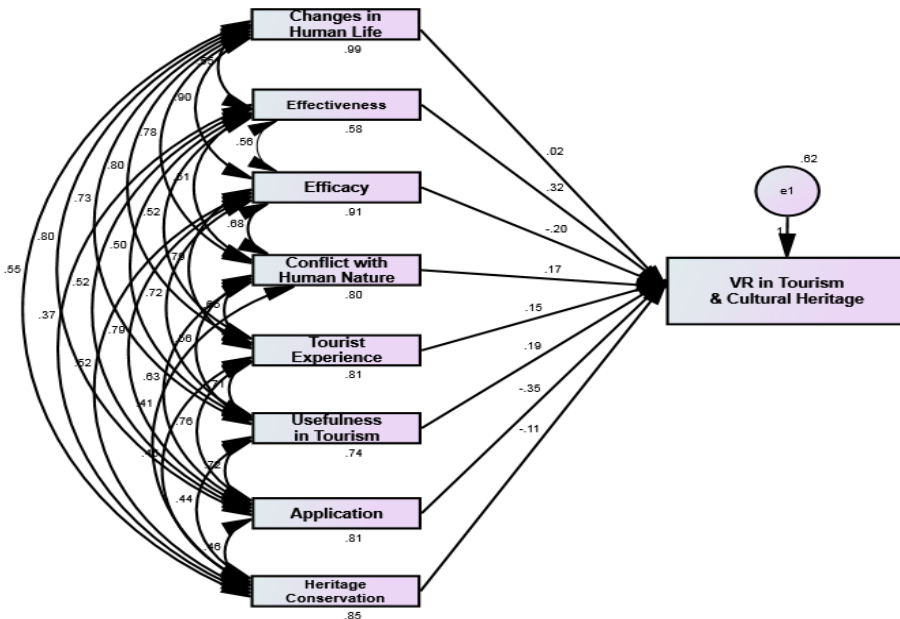 Changes in
Human Life
.99
.55
.90
Effectiveness
.58
.78
.56
.02
.62
e1
1
.80
.51
Efficacy
.91
.32
.73
.52
.68
-.20
.80
.50
.79
Conflict with
Human Nature
.80
.17
VR in Tourism
& Cultural Heritage
.55
.52
.72
.37
.15
.79
.66
Tourist
Experience
.81
.19
.52
.63
.71
-.35
.41
.76
Usefulness
in Tourism
.74
-.11
.72
.44
Application
.81
.46
Heritage
Conservation
.85